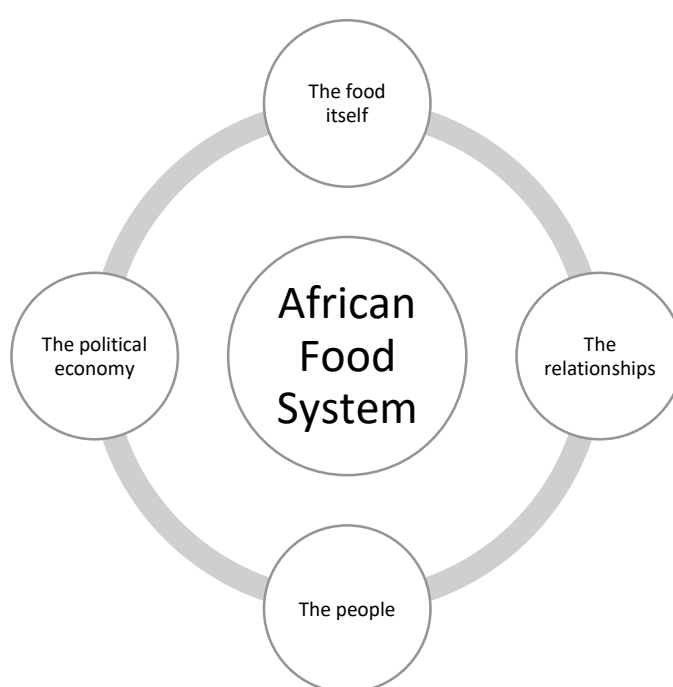 The food
itself
African
Food
System
The political
economy
The
relationships
The people